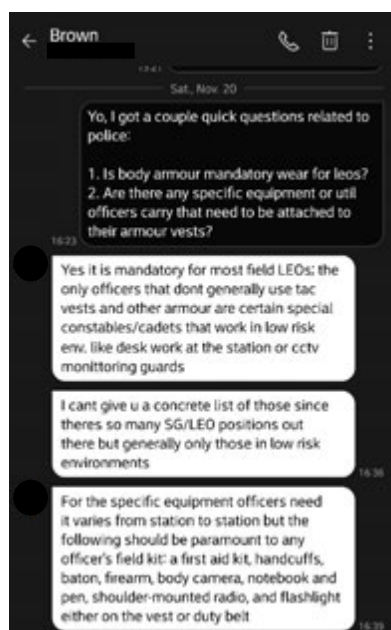 Brown
Sat., Nov. 20
Yo, I got a couple quick questions related to
police:
1. Is body armour mandatory wear for leos?
2. Are there any specific equipment or util
officers carry that need to be attached to
their armour vests?
16:23
Yes it is mandatory for most field LEOs; the
only officers that dont generally use tac
vests and other armour are certain special
constables/cadets that work in low risk
env. like desk work at the station or cctv
monittoring guards
I cant give u a concrete list of those since
theres so many SG/LEO positions out
there but generally only those in low risk
environments
16:36
For the specific equipment officers need
it varies from station to station but the
following should be paramount to any
officer's field kit: a first aid kit, handcuffs,
baton, firearm, body camera, notebook and
pen, shoulder-mounted radio, and flashlight
either on the vest or duty belt
16:39